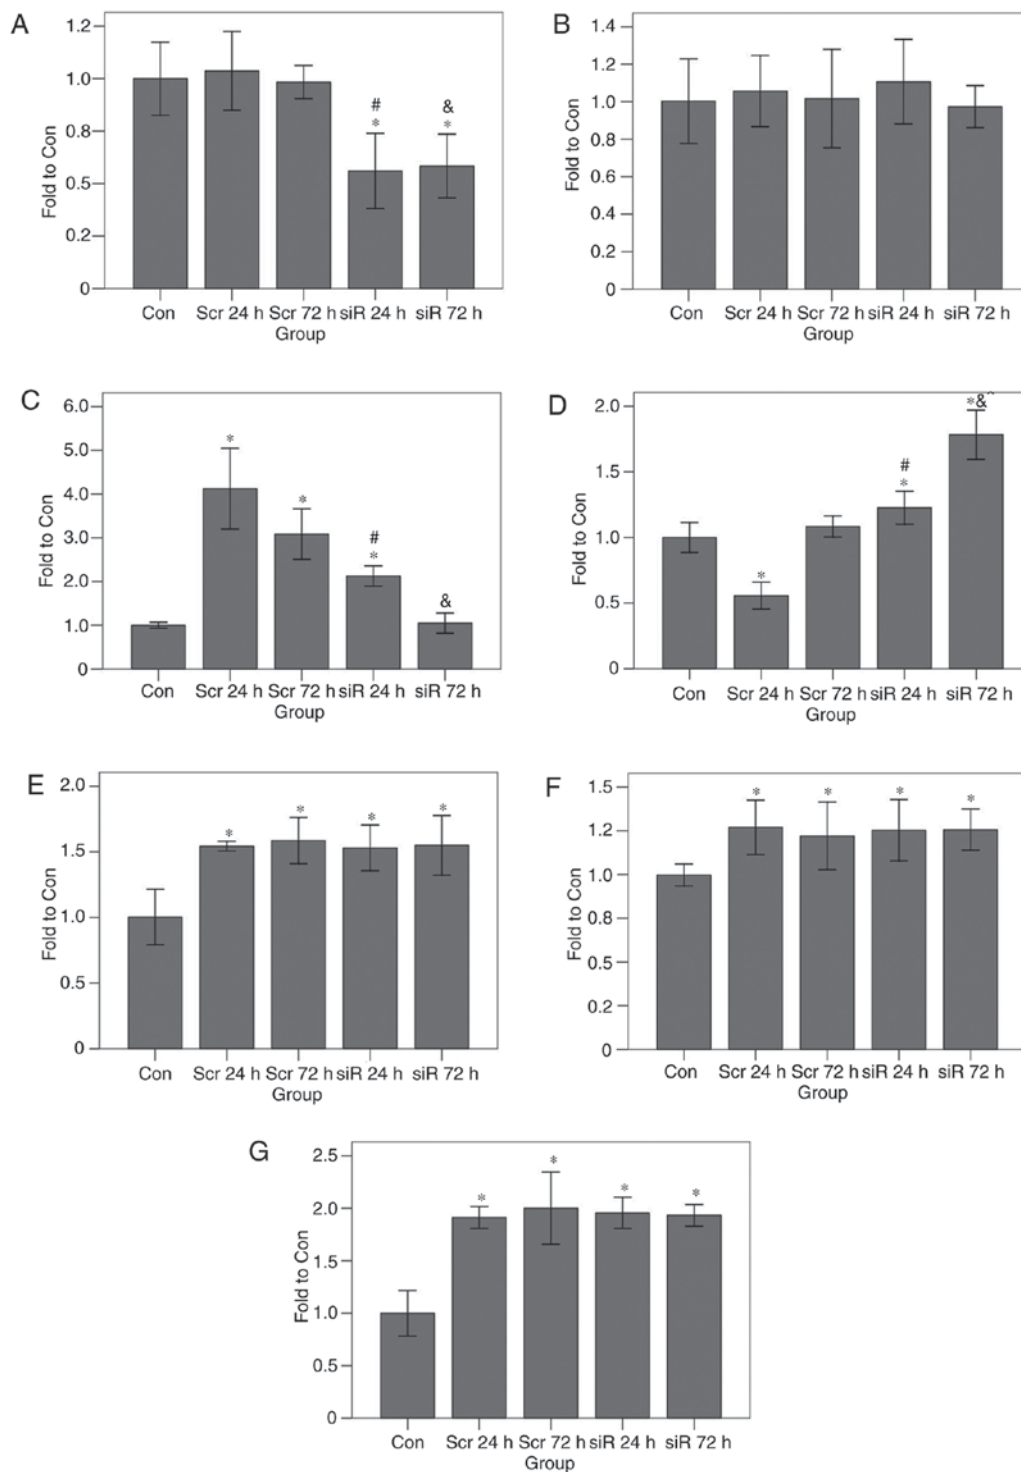 A
1.2
1.0
0.8
0.5
0.2
0
Fold to Con
#
*
&
*
Con Scr 24 h Scr 72 h siR 24 h siR 72 h
Group
B
1.4
1.2
1.0
0.8
0.6
0.4
0.2
0
Fold to Con
Con Scr 24 h Scr 72 h siR 24 h siR 72 h
Group
C
6.0
5.0
4.0
3.0
2.0
1.0
0
Fold to Con
*
*
#
*
&
Con Scr 24 h Scr 72 h siR 24 h siR 72 h
Group
D
2.0
1.5
1.0
0.5
0
Fold to Con
*
#
*
*&^
Con Scr 24 h Scr 72 h siR 24 h siR 72 h
Group
E
2.0
1.5
1.0
0.5
0
Fold to Con
* * * *
Con Scr 24 h Scr 72 h siR 24 h siR 72 h
Group
F
1.5
1.2
1.0
0.8
0.5
0.2
0
Fold to Con
* * * *
Con Scr 24 h Scr 72 h siR 24 h siR 72 h
Group
G
2.5
2.0
1.5
1.0
0.5
0
Fold to Con
* * * *
Con Scr 24 h Scr 72 h siR 24 h siR 72 h
Group